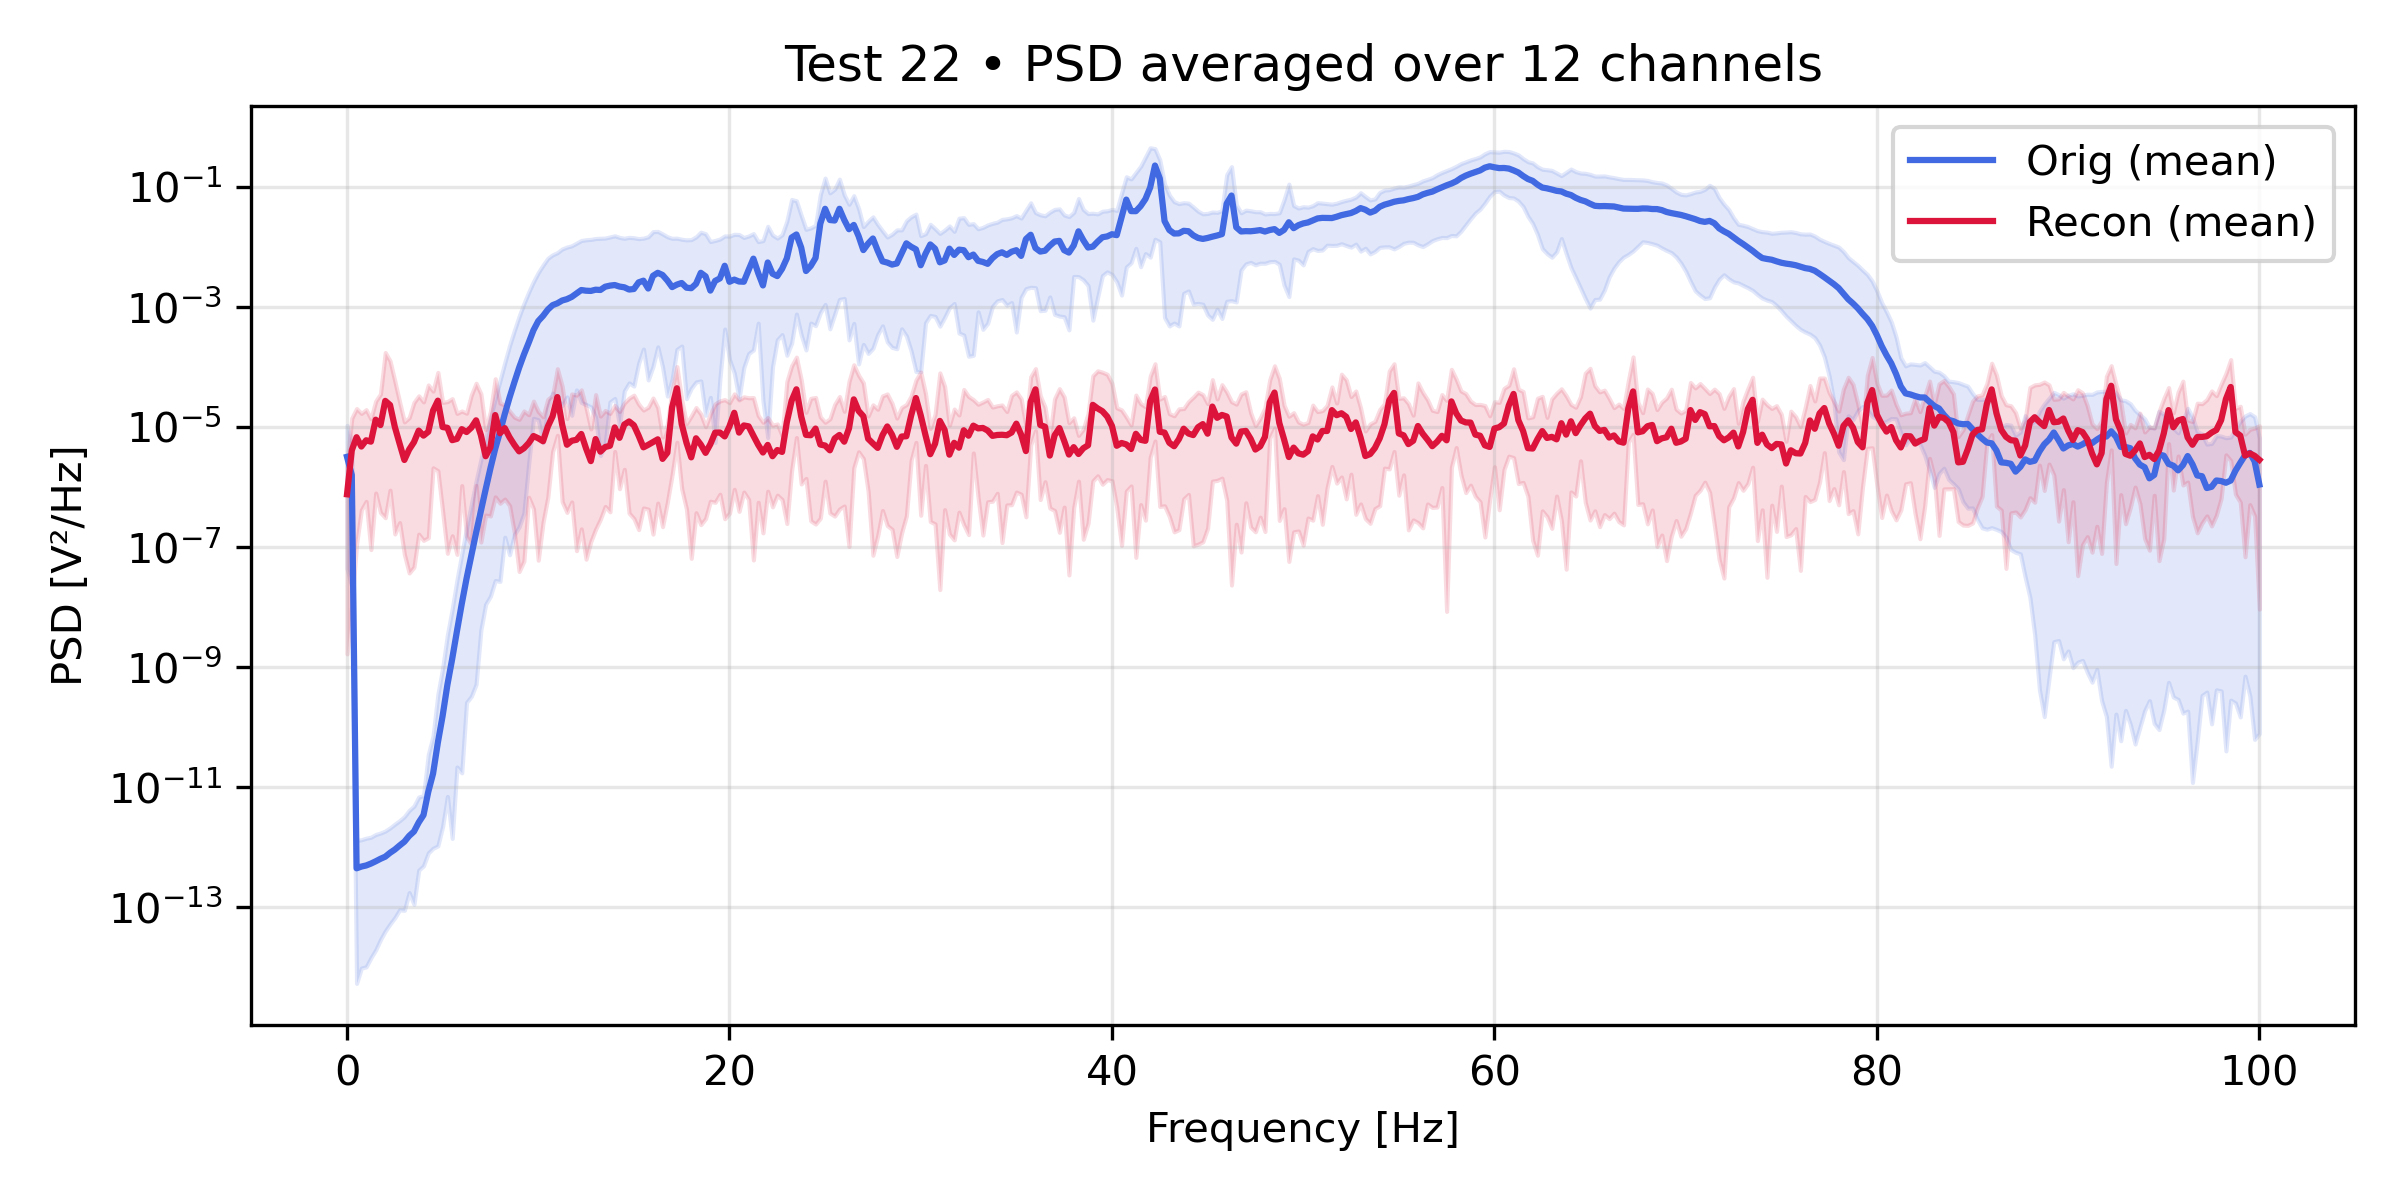 Test 22 • PSD averaged over 12 channels
Orig (mean)
Recon (mean)
PSD [V²/Hz]
10⁻¹
10⁻³
10⁻⁵
10⁻⁷
10⁻⁹
10⁻¹¹
10⁻¹³
0 20 40 60 80 100
Frequency [Hz]